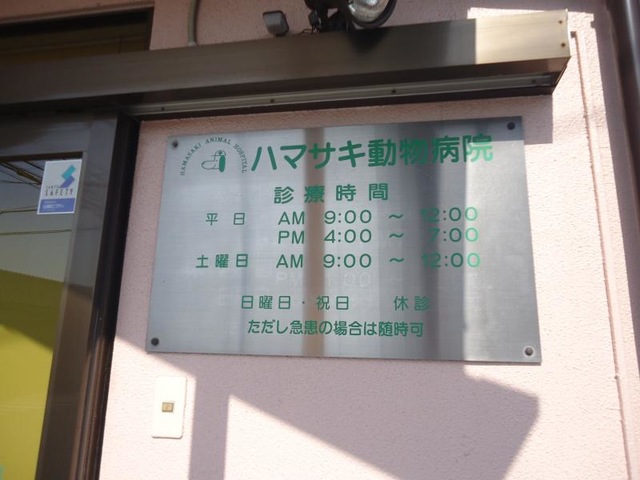 HAMASAKI ANIMAL HOSPITAL
ハマサキ動物病院
診療時間
平日 AM 9:00 ～ 12:00
PM 4:00 ～ 7:00
土曜日 AM 9:00 ～ 12:00
日曜日・祝日 休診
ただし急患の場合は随時可
SAFETY